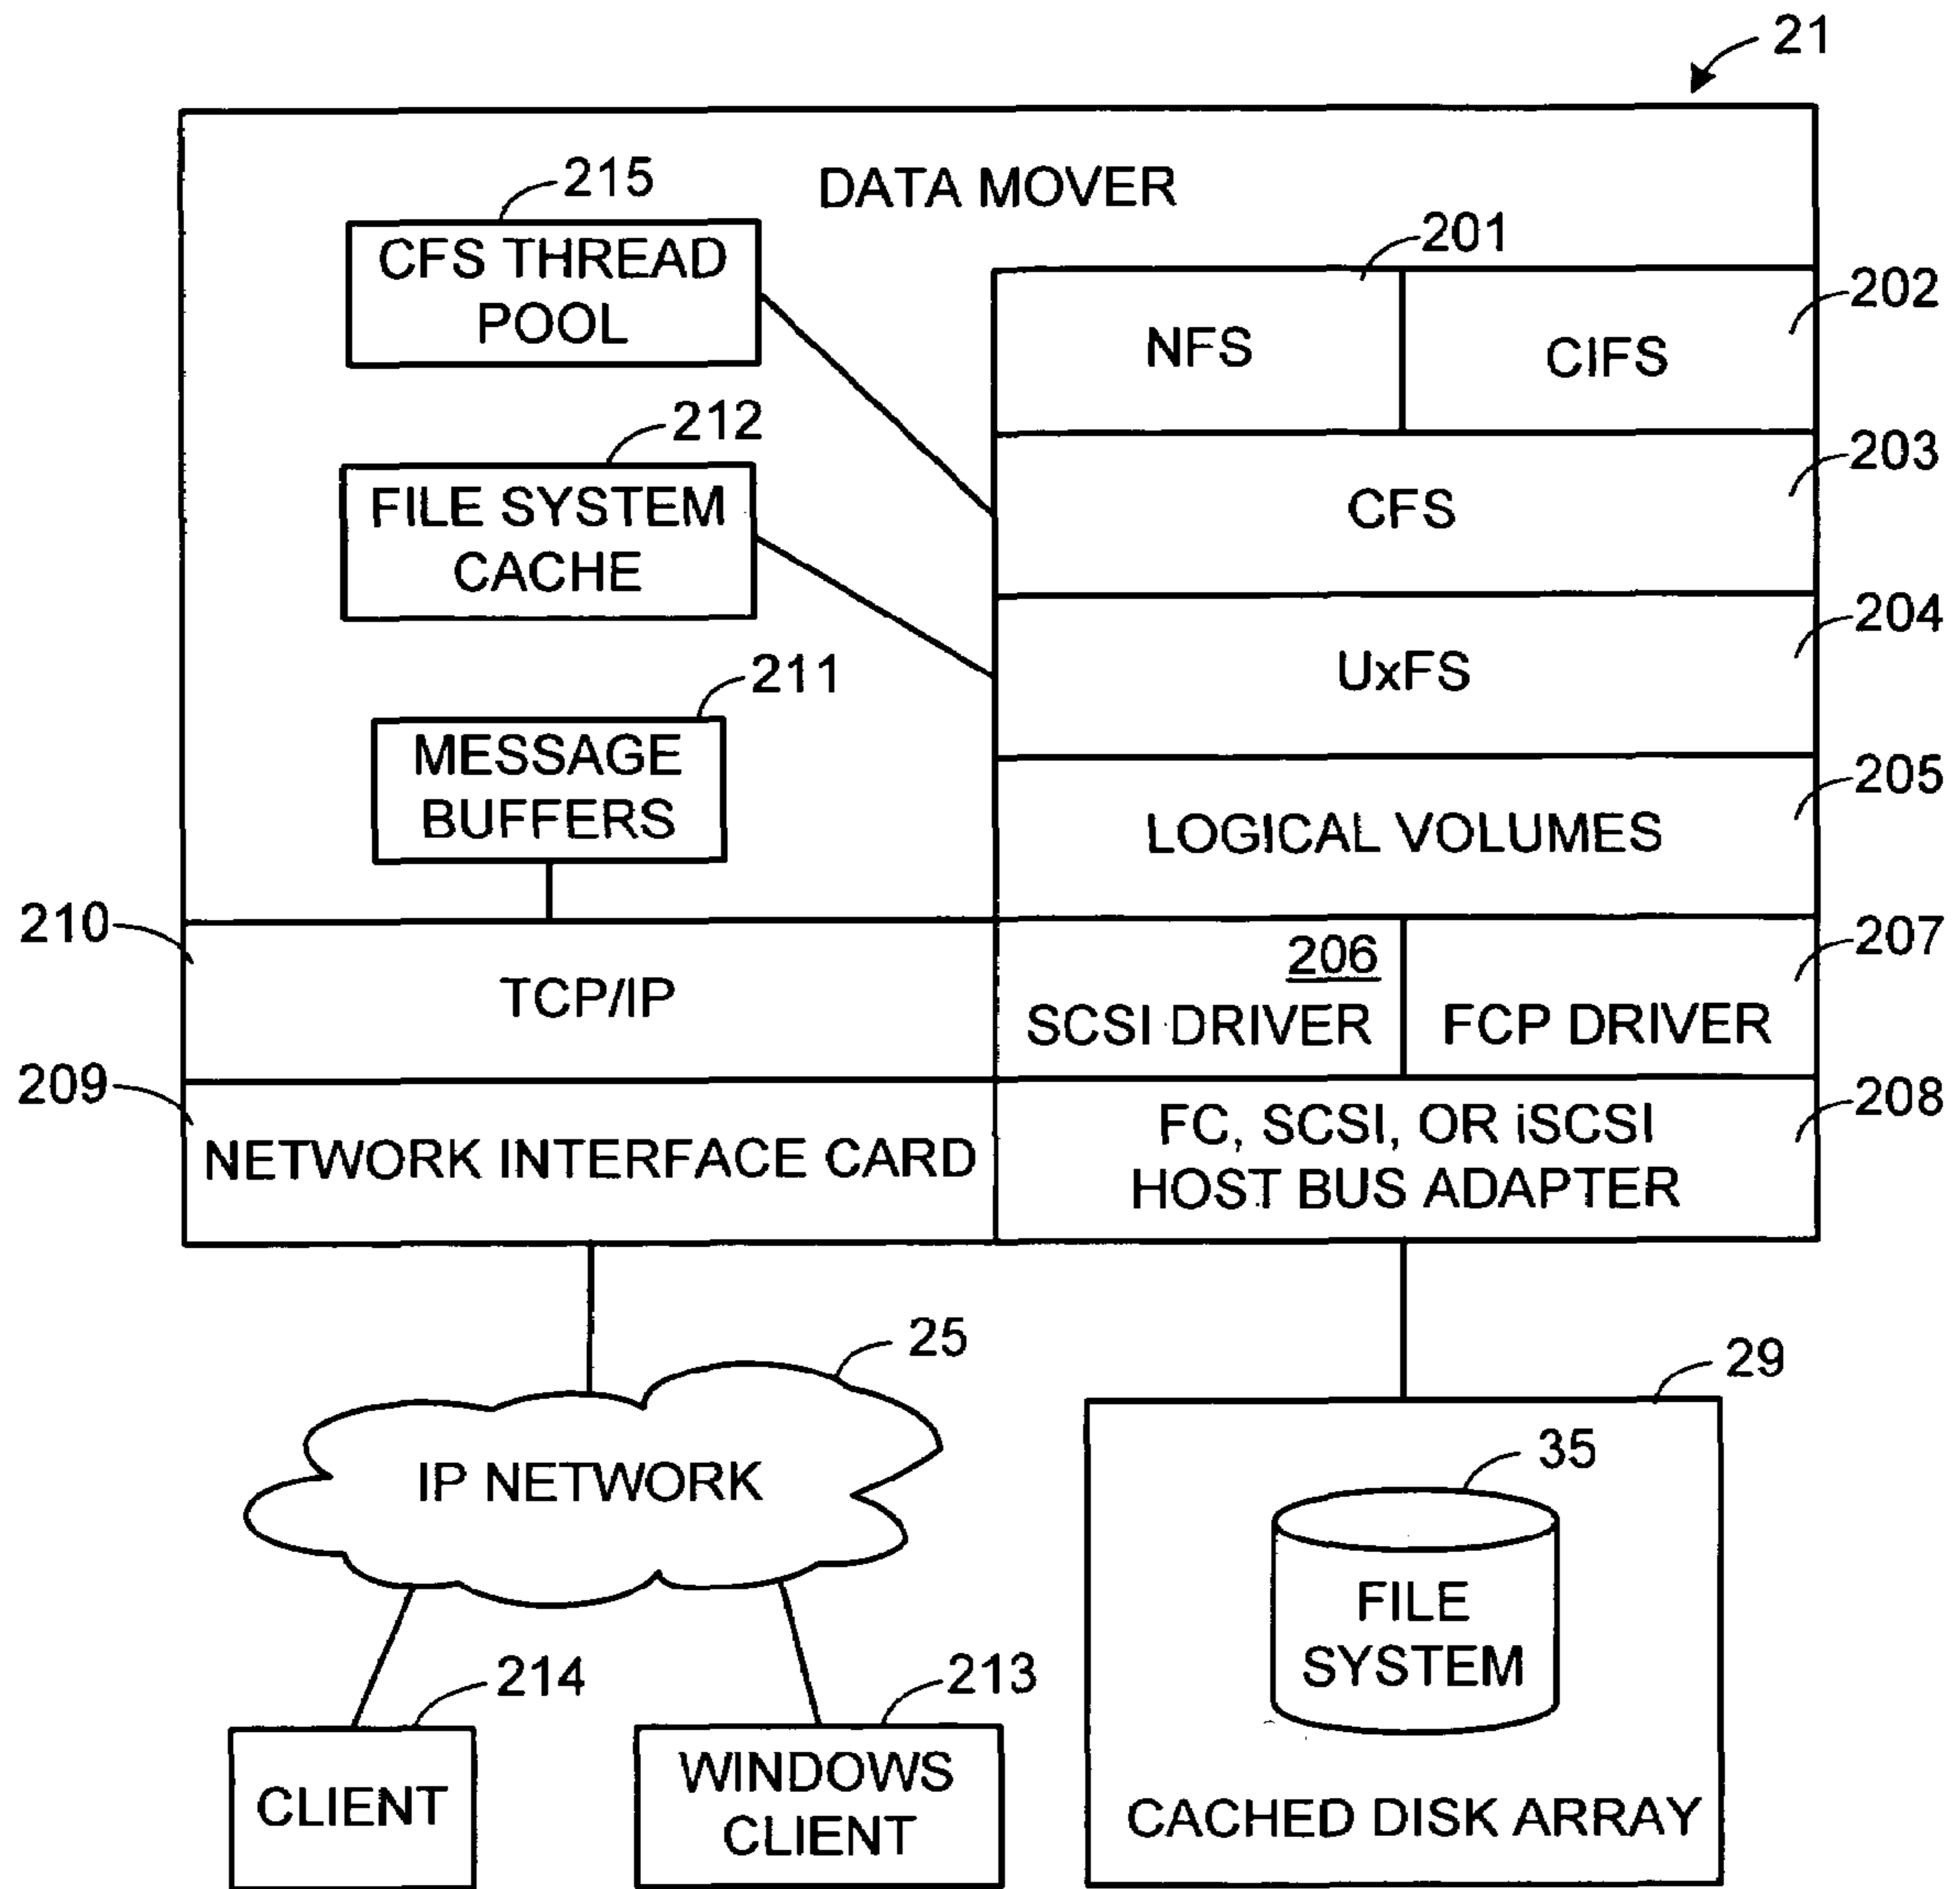 21
DATA MOVER
215
CFS THREAD
POOL
201
202
NFS
CIFS
212
FILE SYSTEM
CACHE
203
CFS
204
UxFS
211
MESSAGE
BUFFERS
205
LOGICAL VOLUMES
210
TCP/IP
206
SCSI DRIVER
207
FCP DRIVER
209
NETWORK INTERFACE CARD
208
FC, SCSI, OR iSCSI
HOST BUS ADAPTER
25
IP NETWORK
29
35
FILE
SYSTEM
CACHED DISK ARRAY
214
CLIENT
213
WINDOWS
CLIENT